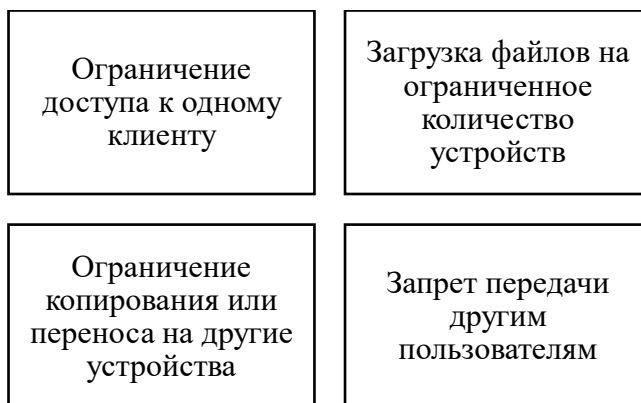 Ограничение
доступа к одному
клиенту
Загрузка файлов на
ограниченное
количество
устройств
Ограничение
копирования или
переноса на другие
устройства
Запрет передачи
другим
пользователям